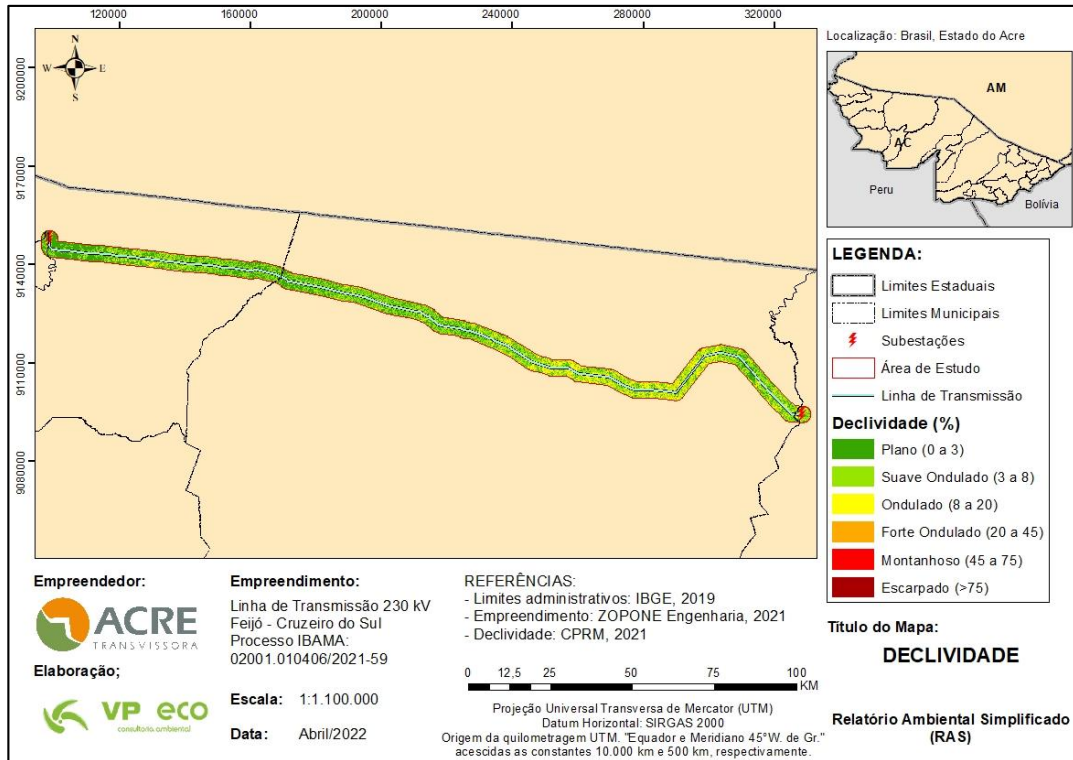 120000 160000 200000 240000 280000 320000
9200000
9170000
9140000
9110000
9080000
N
W E
S
Localização: Brasil, Estado do Acre
AM
AC
Peru
Bolívia
LEGENDA:
Limites Estaduais
Limites Municipais
Subestações
Área de Estudo
Linha de Transmissão
Declividade (%)
Plano (0 a 3)
Suave Ondulado (3 a 8)
Ondulado (8 a 20)
Forte Ondulado (20 a 45)
Montanhoso (45 a 75)
Escarpado (>75)
Empreendedor:
ACRE
TRANSMISSORA
Elaboração;
VP eco
consultoria ambiental
Empreendimento:
Linha de Transmissão 230 kV
Feijó - Cruzeiro do Sul
Processo IBAMA:
02001.010406/2021-59
Escala: 1:1.100.000
Data: Abril/2022
REFERÊNCIAS:
- Limites administrativos: IBGE, 2019
- Empreendimento: ZOPONE Engenharia, 2021
- Declividade: CPRM, 2021
0 12,5 25 50 75 100
KM
Projeção Universal Transversa de Mercator (UTM)
Datum Horizontal: SIRGAS 2000
Origem da quilometragem UTM. "Equador e Meridiano 45°W. de Gr."
acescidas as constantes 10.000 km e 500 km, respectivamente.
Título do Mapa:
DECLIVIDADE
Relatório Ambiental Simplificado
(RAS)